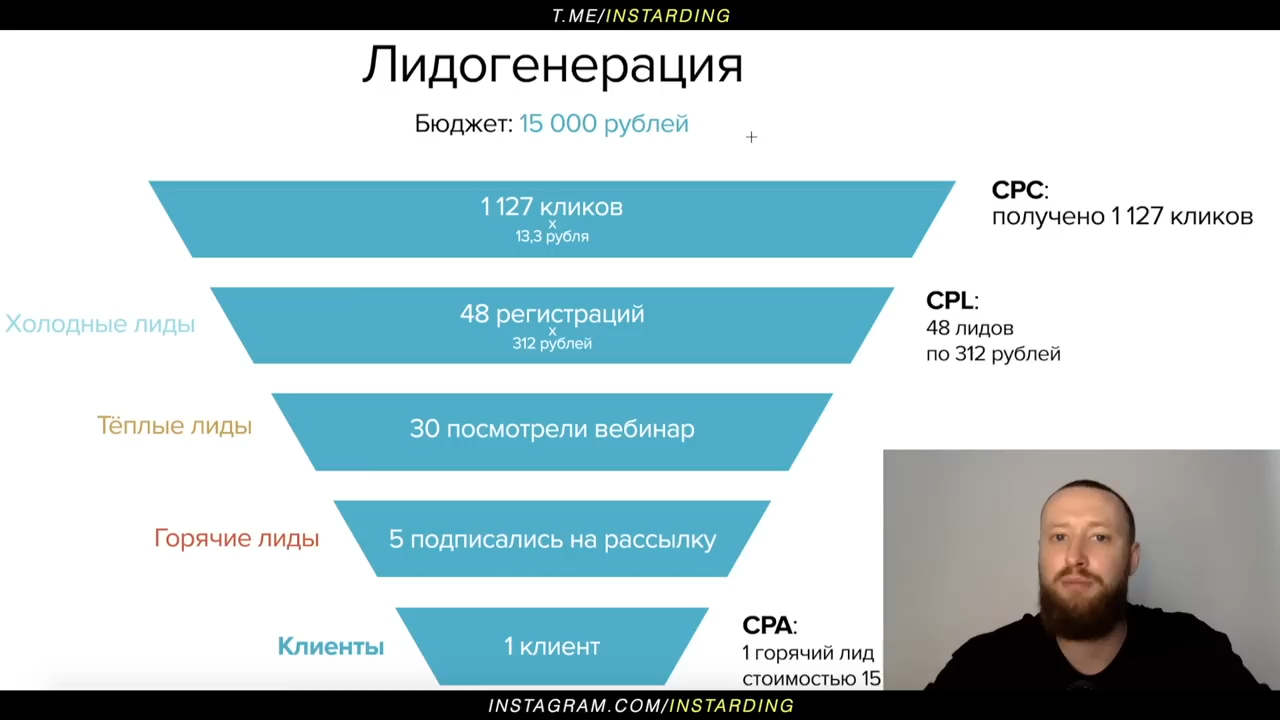 T.ME/INSTARDING
Лидогенерация
Бюджет: 15 000 рублей
1 127 кликов
x
13,3 рубля
CPC:
получено 1 127 кликов
Холодные лиды
48 регистраций
x
312 рублей
CPL:
48 лидов
по 312 рублей
Тёплые лиды
30 посмотрели вебинар
Горячие лиды
5 подписались на рассылку
Клиенты
1 клиент
CPA:
1 горячий лид
стоимостью 15
INSTAGRAM.COM/INSTARDING